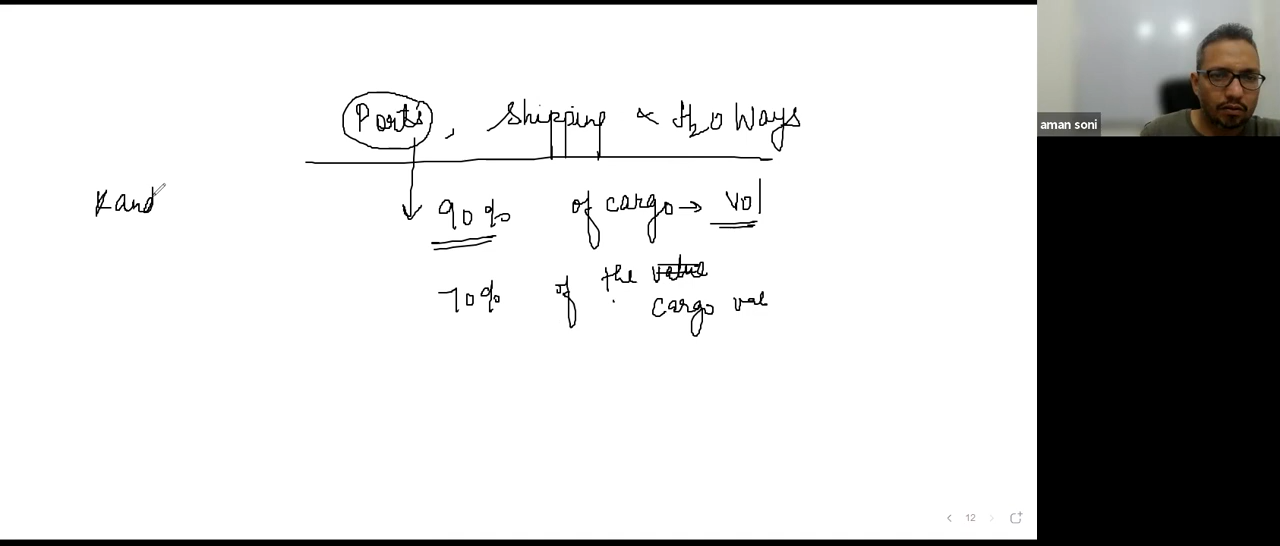 Ports, Shipping & H₂O Ways
Kand
90% of cargo → Vol
70% of the value
cargo val
aman soni
12